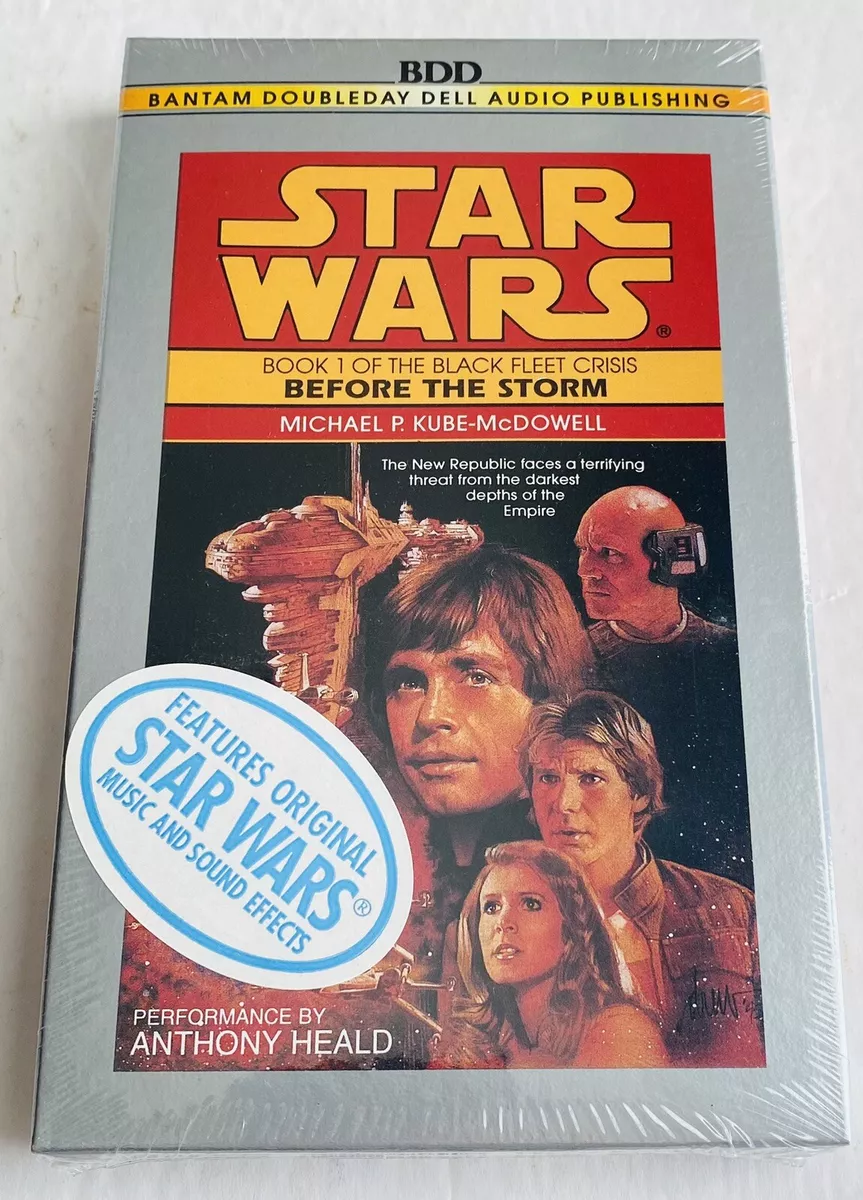 BDD
BANTAM DOUBLEDAY DELL AUDIO PUBLISHING
STAR
WARS®
BOOK 1 OF THE BLACK FLEET CRISIS
BEFORE THE STORM
MICHAEL P. KUBE-McDOWELL
The New Republic faces a terrifying
threat from the darkest
depths of the
Empire
FEATURES ORIGINAL
STAR WARS®
MUSIC AND SOUND EFFECTS
PERFORMANCE BY
ANTHONY HEALD